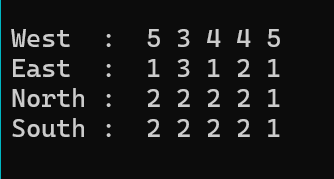 West  :  5 3 4 4 5
East  :  1 3 1 2 1
North :  2 2 2 2 1
South :  2 2 2 2 1